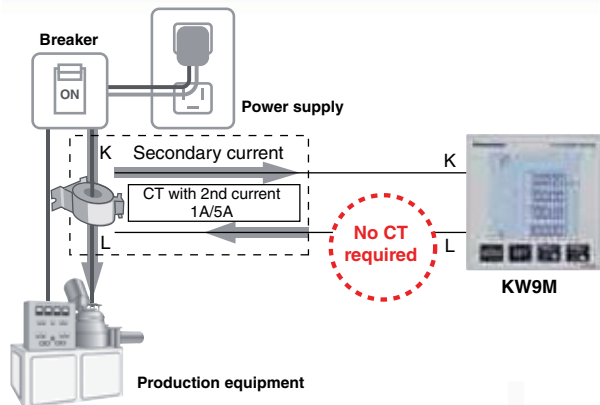 Breaker
ON
Power supply
K
Secondary current
K
CT with 2nd current
1A/5A
L
No CT
required
L
KW9M
Production equipment